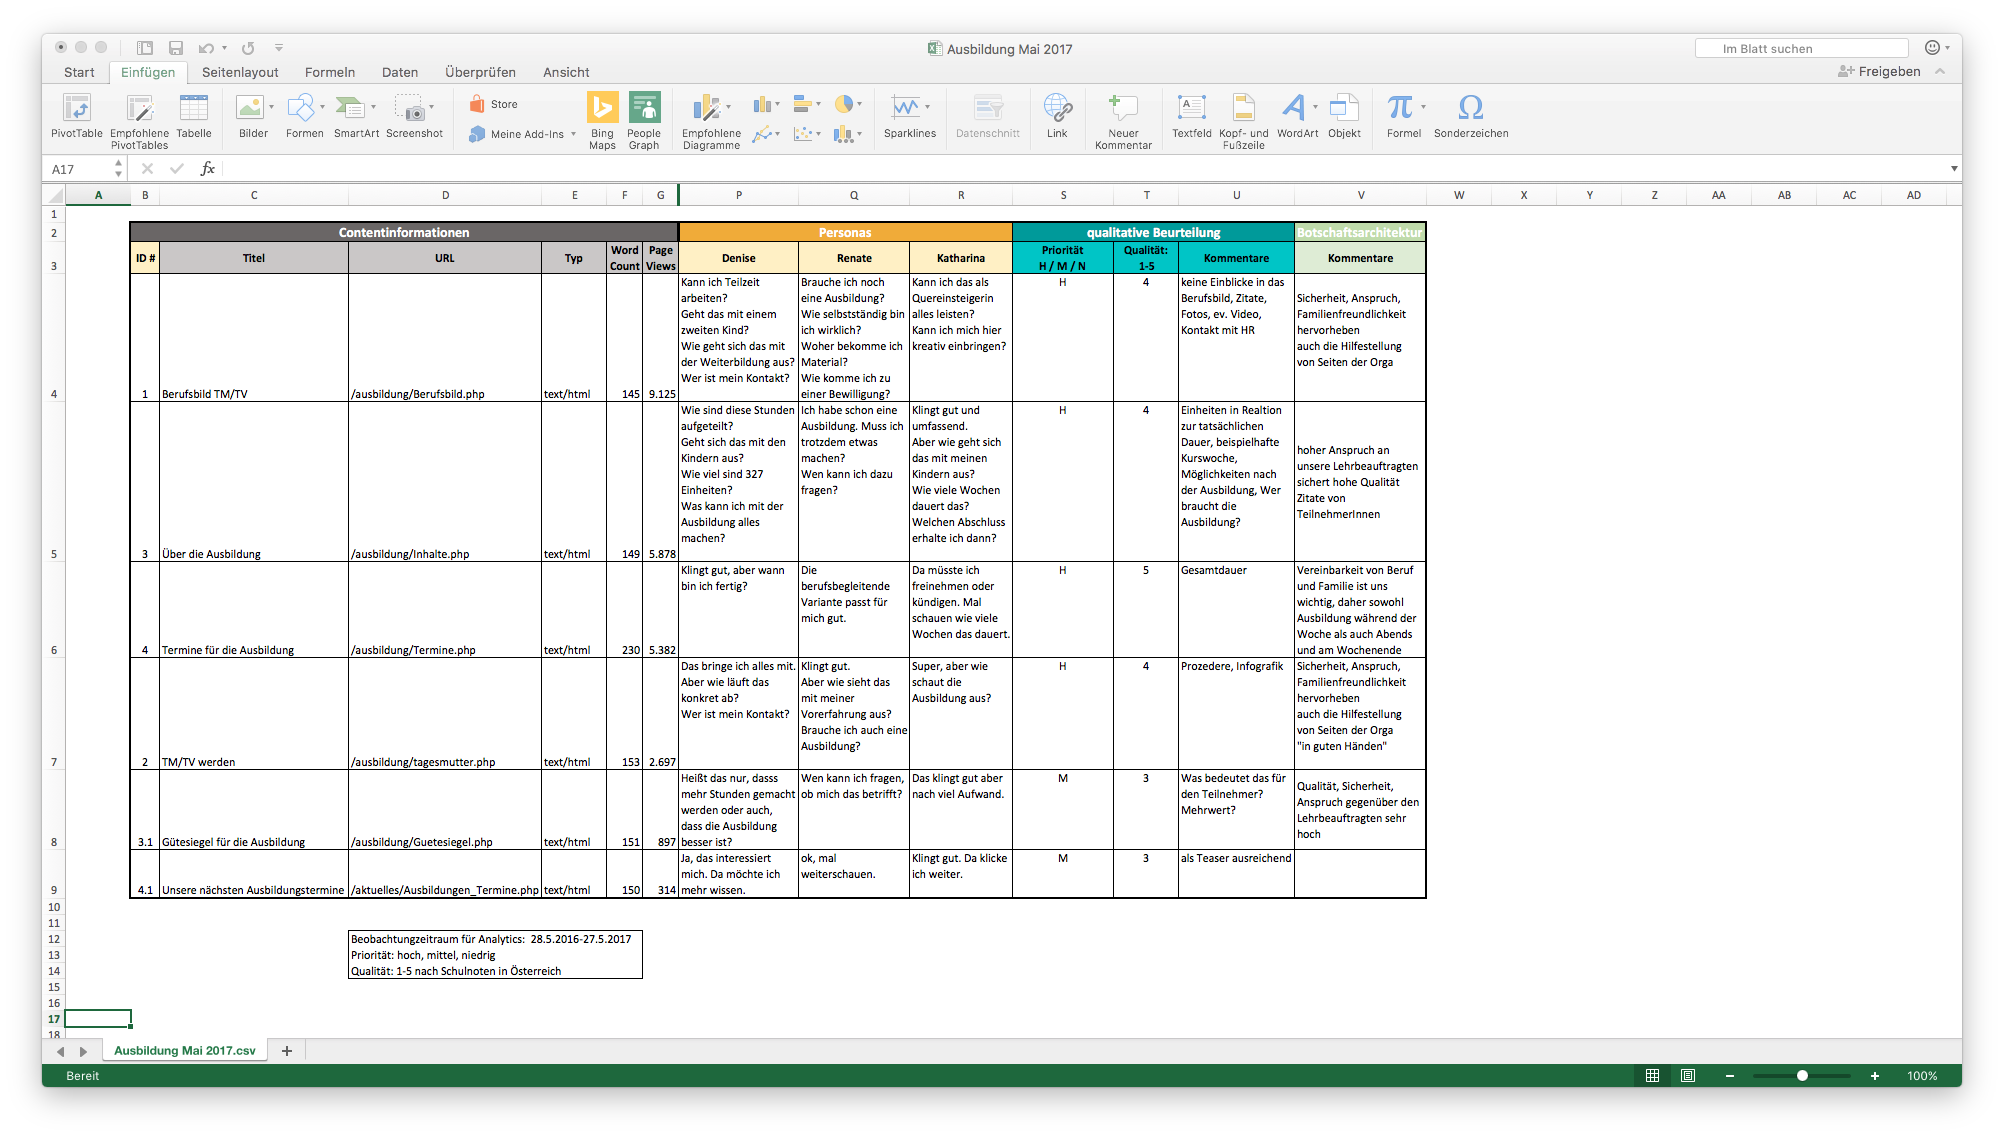 Ausbildung Mai 2017
Im Blatt suchen
Start Einfügen Seitenlayout Formeln Daten Überprüfen Ansicht
Freigeben
PivotTable
Empfohlene PivotTables
Tabelle
Bilder
Formen
SmartArt
Screenshot
Store
Meine Add-Ins
Bing Maps
People Graph
Empfohlene Diagramme
Sparklines
Datenschnitt
Link
Neuer Kommentar
Textfeld
Kopf- und Fußzeile
WordArt
Objekt
Formel
Sonderzeichen
A17
fx
A B C D E F G P Q R S T U V W X Y Z AA AB AC AD
1
2 Contentinformationen Personas qualitative Beurteilung Botschaftsarchitektur
3 ID # Titel URL Typ Word Count Page Views Denise Renate Katharina Priorität H / M / N Qualität: 1-5 Kommentare Kommentare
4 1 Berufsbild TM/TV /ausbildung/Berufsbild.php text/html 145 9.125
Kann ich Teilzeit
arbeiten?
Geht das mit einem
zweiten Kind?
Wie geht sich das mit
der Weiterbildung aus?
Wer ist mein Kontakt?
Brauche ich noch
eine Ausbildung?
Wie selbstständig bin
ich wirklich?
Woher bekomme ich
Material?
Wie komme ich zu
einer Bewilligung?
Kann ich das als
Quereinsteigerin
alles leisten?
Kann ich mich hier
kreativ einbringen?
H
4
keine Einblicke in das
Berufsbild, Zitate,
Fotos, ev. Video,
Kontakt mit HR
Sicherheit, Anspruch,
Familienfreundlichkeit
hervorheben
auch die Hilfestellung
von Seiten der Orga
5 3 Über die Ausbildung /ausbildung/Inhalte.php text/html 149 5.878
Wie sind diese Stunden
aufgeteilt?
Geht sich das mit den
Kindern aus?
Wie viel sind 327
Einheiten?
Was kann ich mit der
Ausbildung alles
machen?
Ich habe schon eine
Ausbildung. Muss ich
trotzdem etwas
machen?
Wen kann ich dazu
fragen?
Klingt gut und
umfassend.
Aber wie geht sich
das mit meinen
Kindern aus?
Wie viele Wochen
dauert das?
Welchen Abschluss
erhalte ich dann?
H
4
Einheiten in Realtion
zur tatsächlichen
Dauer, beispielhafte
Kurswoche,
Möglichkeiten nach
der Ausbildung, Wer
braucht die
Ausbildung?
hoher Anspruch an
unsere Lehrbeauftragten
sichert hohe Qualität
Zitate von
TeilnehmerInnen
6 4 Termine für die Ausbildung /ausbildung/Termine.php text/html 230 5.382
Klingt gut, aber wann
bin ich fertig?
Die
berufsbegleitende
Variante passt für
mich gut.
Da müsste ich
freinehmen oder
kündigen. Mal
schauen wie viele
Wochen das dauert.
H
5
Gesamtdauer
Vereinbarkeit von Beruf
und Familie ist uns
wichtig, daher sowohl
Ausbildung während der
Woche als auch Abends
und am Wochenende
7 2 TM/TV werden /ausbildung/tagesmutter.php text/html 153 2.697
Das bringe ich alles mit.
Aber wie läuft das
konkret ab?
Wer ist mein Kontakt?
Klingt gut.
Aber wie sieht das
mit meiner
Vorerfahrung aus?
Brauche ich auch eine
Ausbildung?
Super, aber wie
schaut die
Ausbildung aus?
H
4
Prozedere, Infografik
Sicherheit, Anspruch,
Familienfreundlichkeit
hervorheben
auch die Hilfestellung
von Seiten der Orga
"in guten Händen"
8 3.1 Gütesiegel für die Ausbildung /ausbildung/Guetesiegel.php text/html 151 897
Heißt das nur, dasss
mehr Stunden gemacht
werden oder auch,
dass die Ausbildung
besser ist?
Wen kann ich fragen,
ob mich das betrifft?
Das klingt gut aber
nach viel Aufwand.
M
3
Was bedeutet das für
den Teilnehmer?
Mehrwert?
Qualität, Sicherheit,
Anspruch gegenüber den
Lehrbeauftragten sehr
hoch
9 4.1 Unsere nächsten Ausbildungstermine /aktuelles/Ausbildungen_Termine.php text/html 150 314
Ja, das interessiert
mich. Da möchte ich
mehr wissen.
ok, mal
weiterschauen.
Klingt gut. Da klicke
ich weiter.
M
3
als Teaser ausreichend
10
11
12 Beobachtungzeitraum für Analytics: 28.5.2016-27.5.2017
13 Priorität: hoch, mittel, niedrig
14 Qualität: 1-5 nach Schulnoten in Österreich
15
16
17
18
Ausbildung Mai 2017.csv +
Bereit
100%